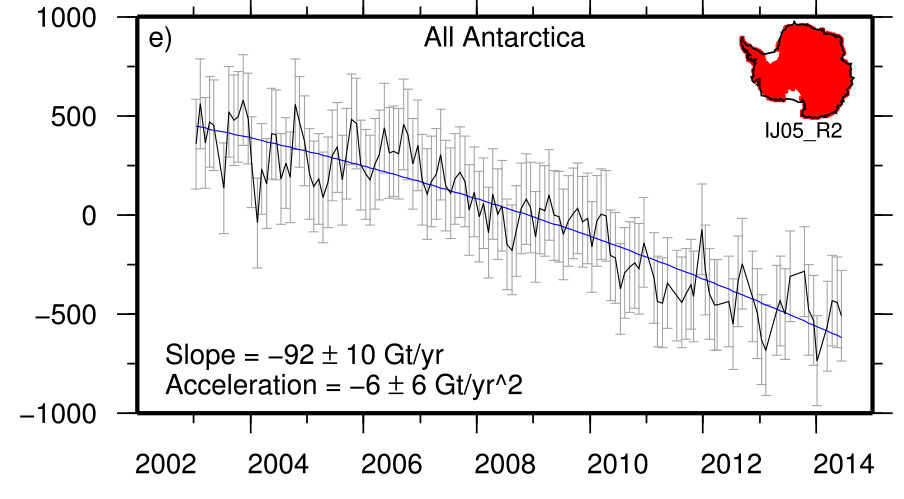 1000
e)
All Antarctica
IJ05_R2
500
0
−500
Slope = −92 ± 10 Gt/yr
Acceleration = −6 ± 6 Gt/yr^2
−1000
2002 2004 2006 2008 2010 2012 2014